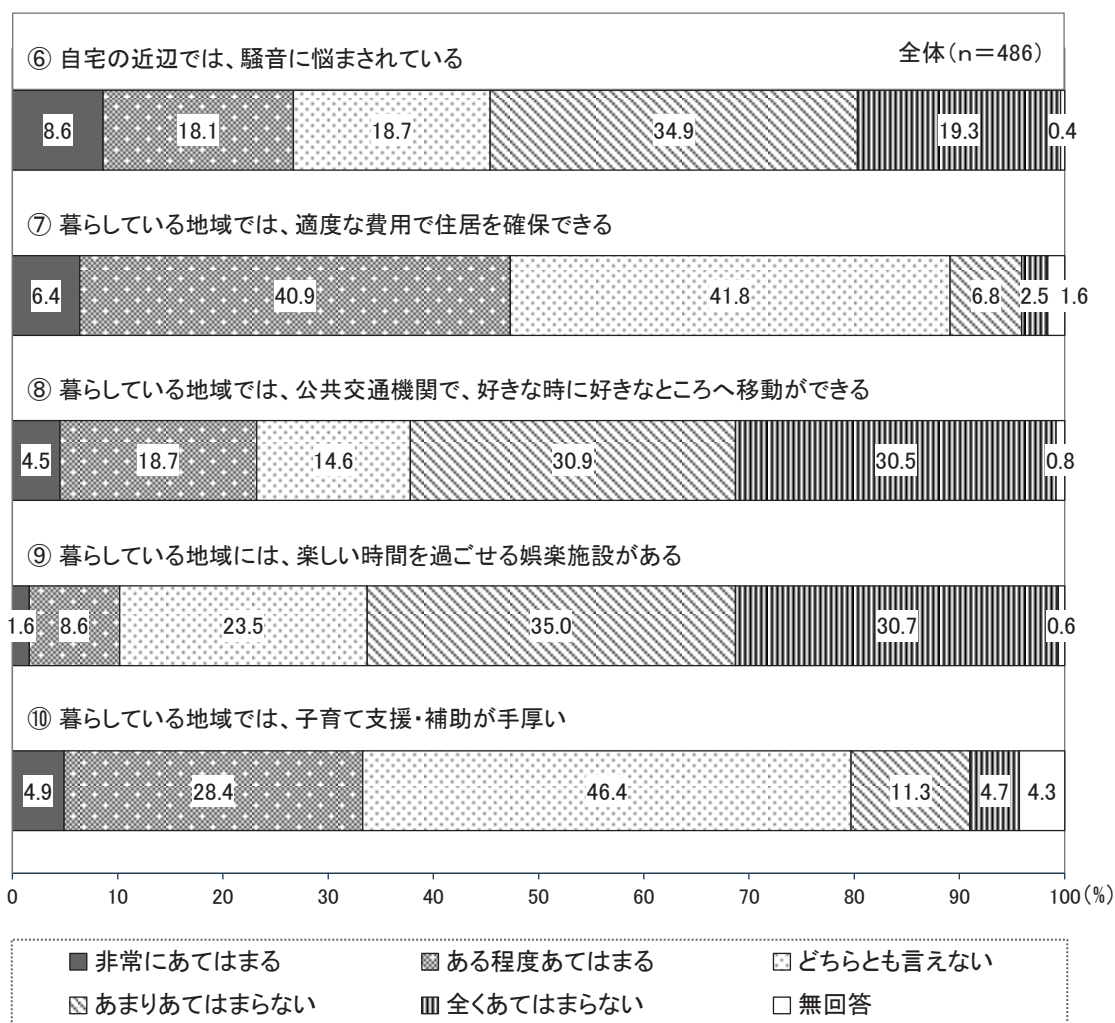 ⑥ 自宅の近辺では、騒音に悩まされている
全体(n=486)
8.6 18.1 18.7 34.9 19.3 0.4
⑦ 暮らしている地域では、適度な費用で住居を確保できる
6.4 40.9 41.8 6.8 2.5 1.6
⑧ 暮らしている地域では、公共交通機関で、好きな時に好きなところへ移動ができる
4.5 18.7 14.6 30.9 30.5 0.8
⑨ 暮らしている地域には、楽しい時間を過ごせる娯楽施設がある
1.6 8.6 23.5 35.0 30.7 0.6
⑩ 暮らしている地域では、子育て支援・補助が手厚い
4.9 28.4 46.4 11.3 4.7 4.3
0 10 20 30 40 50 60 70 80 90 100 (%)
非常にあてはまる ある程度あてはまる どちらとも言えない
あまりあてはまらない 全くあてはまらない 無回答